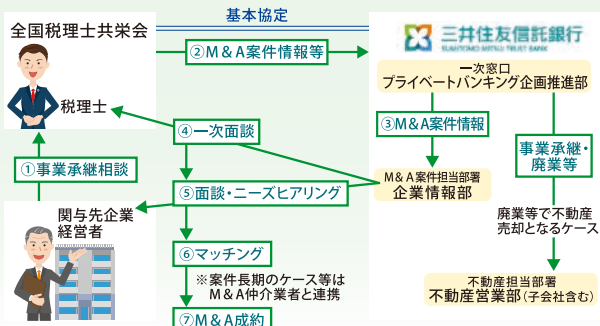 基本協定
全国税理士共栄会
税理士
②M&A案件情報等
三井住友信託銀行
SUMITOMO MITSUI TRUST BANK
一次窓口
プライベートバンキング企画推進部
③M&A案件情報
事業承継・
廃業等
④一次面談
①事業承継相談
M&A案件担当部署
企業情報部
⑤面談・ニーズヒアリング
関与先企業
経営者
廃業等で不動産
売却となるケース
⑥マッチング
※案件長期のケース等は
M&A仲介業者と連携
不動産担当部署
不動産営業部(子会社含む)
⑦M&A成約